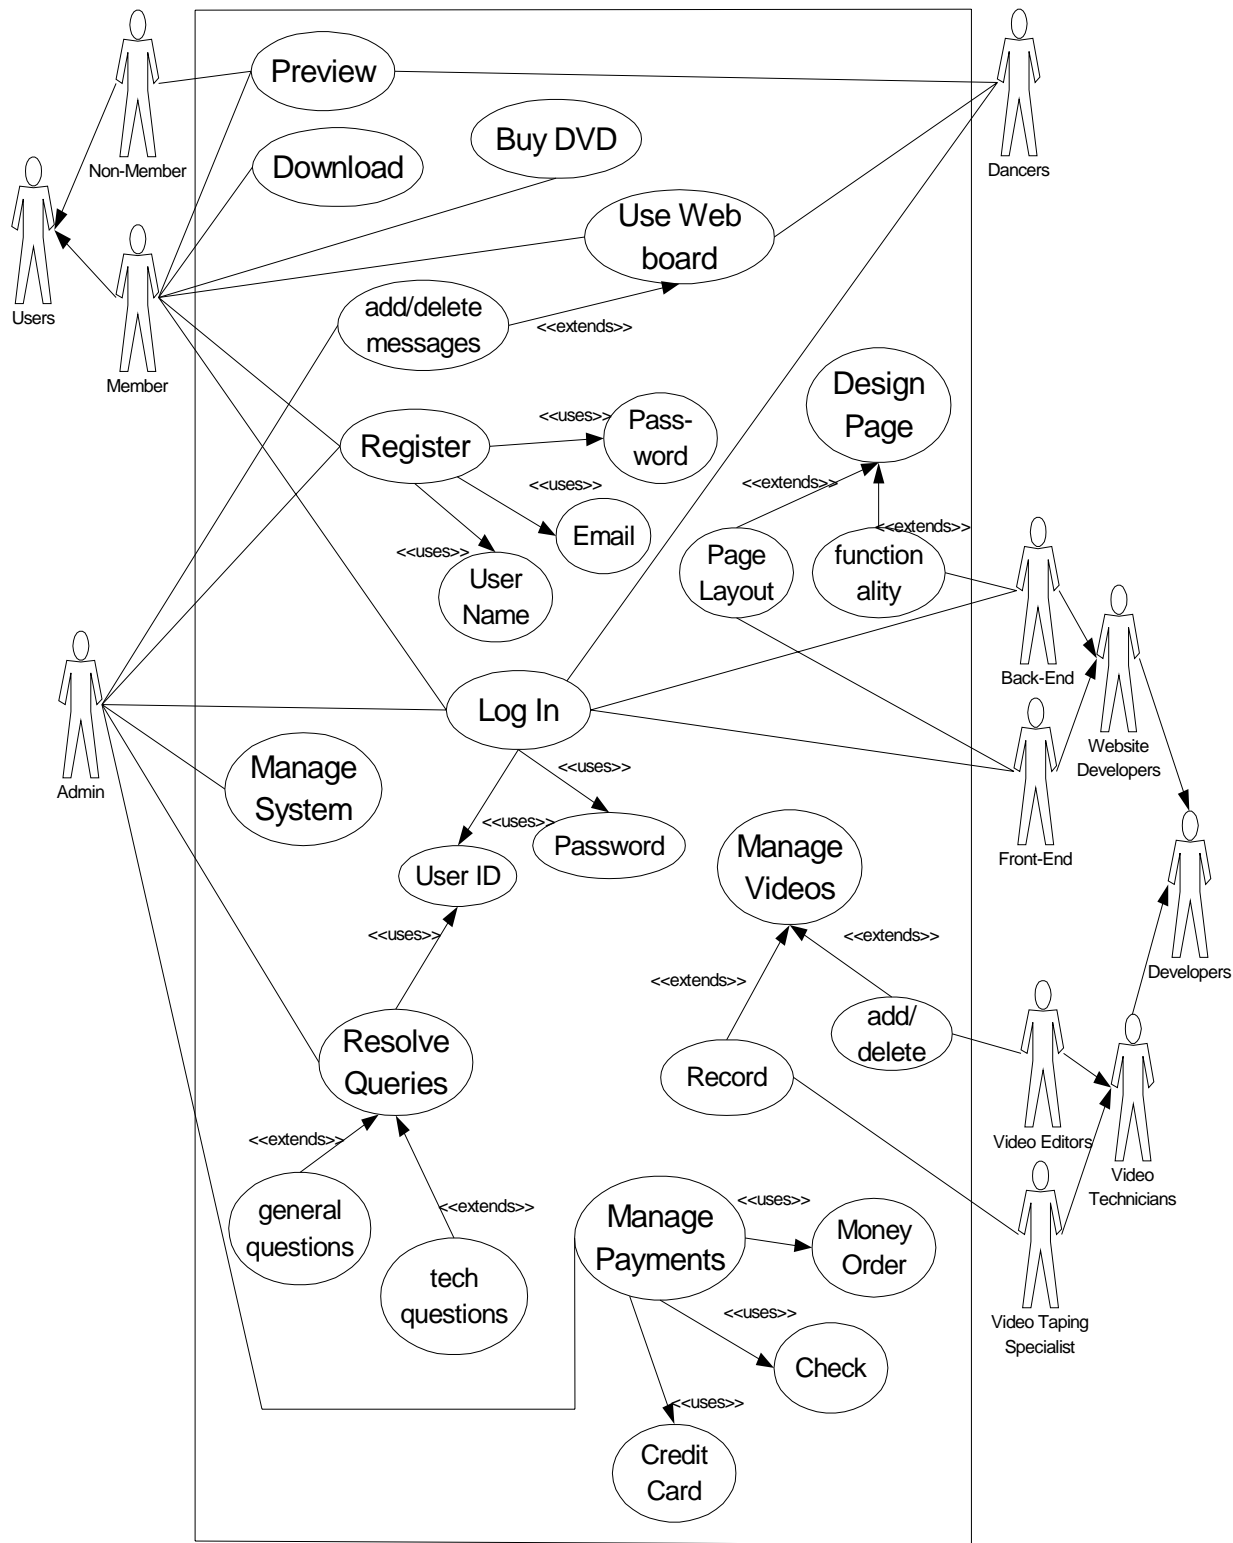 Preview
Buy DVD
Download
Non-Member
Dancers
Use Web
board
Users
add/delete
messages
<<extends>>
Member
Design
Page
<<uses>>
Pass-
word
Register
<<uses>>
<<extends>>
Email
<<extends>>
<<uses>>
Page
Layout
function
ality
User
Name
Back-End
Log In
Admin
Manage
System
<<uses>>
Website
Developers
<<uses>>
Password
User ID
Manage
Videos
Front-End
<<uses>>
<<extends>>
<<extends>>
Developers
add/
delete
Resolve
Queries
Record
<<extends>>
Video Editors
Video
Technicians
general
questions
<<extends>>
<<uses>>
Manage
Payments
Money
Order
tech
questions
<<uses>>
Video Taping
Specialist
Check
<<uses>>
Credit
Card